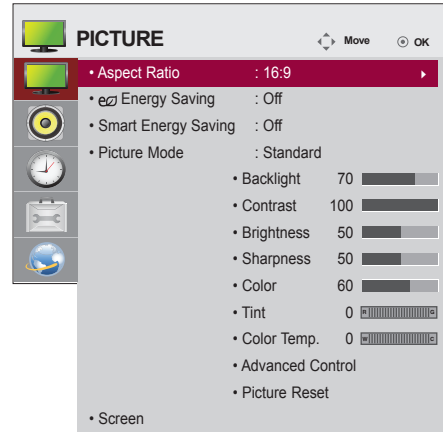 PICTURE
Move
OK
• Aspect Ratio : 16:9
• Energy Saving : Off
• Smart Energy Saving : Off
• Picture Mode : Standard
• Backlight 70
• Contrast 100
• Brightness 50
• Sharpness 50
• Color 60
• Tint 0 R G
• Color Temp. 0 W C
• Advanced Control
• Picture Reset
• Screen